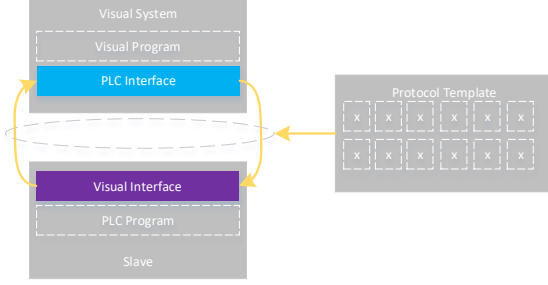 Visual System
Visual Program
PLC Interface
Visual Interface
PLC Program
Slave
Protocol Template
x x x x x x
x x x x x x